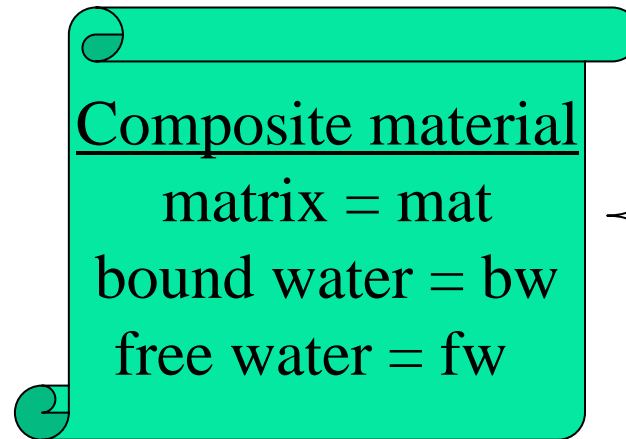 Composite material
matrix = mat
bound water = bw
free water = fw